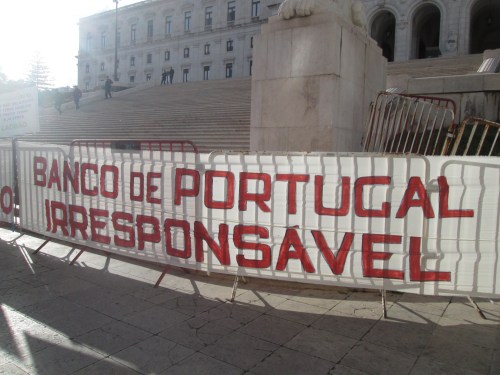 BANCO DE PORTUGAL
IRRESPONSAVEL